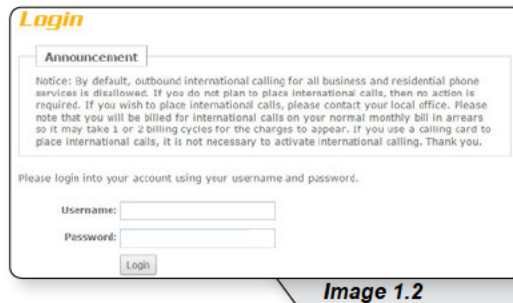 Login
Announcement
Notice: By default, outbound international calling for all business and residential phone
services is disallowed. If you do not plan to place international calls, then no action is
required. If you wish to place international calls, please contact your local office. Please
note that you will be billed for international calls on your normal monthly bill in arrears
so it may take 1 or 2 billing cycles for the charges to appear. If you use a calling card to
place international calls, it is not necessary to activate international calling. Thank you.
Please login into your account using your username and password.
Username:
Password:
Login
Image 1.2